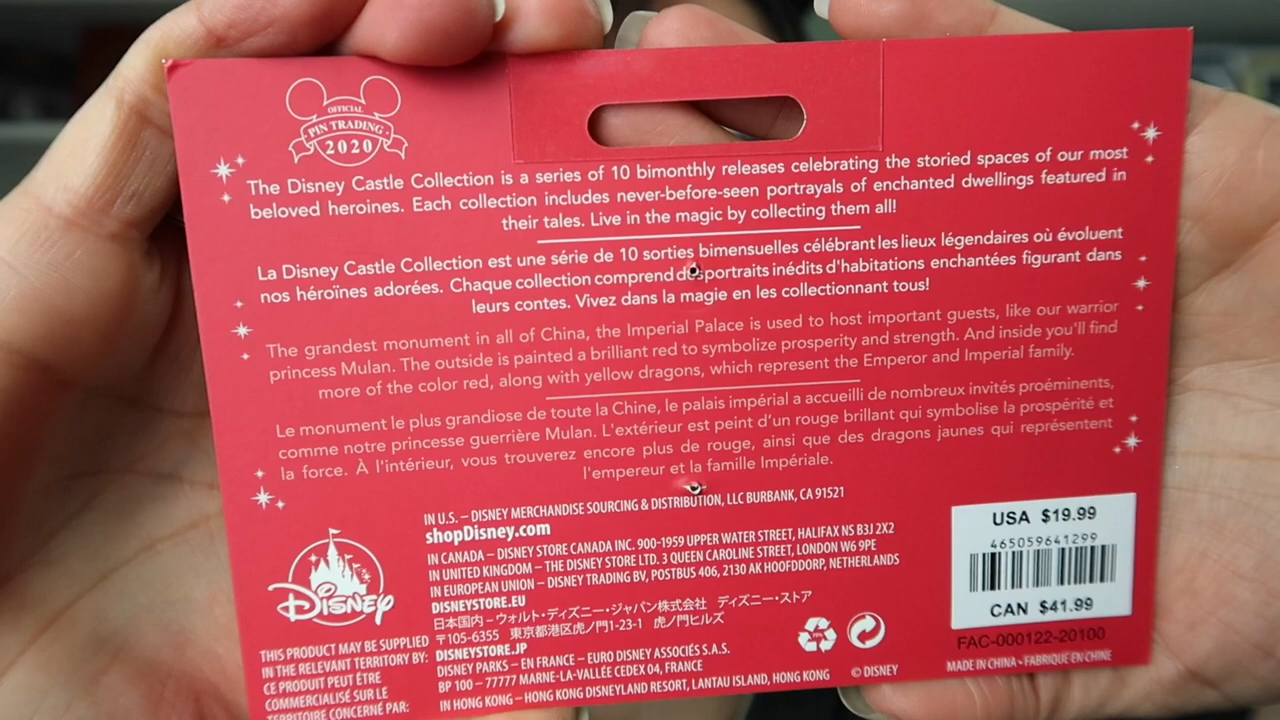 OFFICIAL
PIN TRADING
2020
The Disney Castle Collection is a series of 10 bimonthly releases celebrating the storied spaces of our most
beloved heroines. Each collection includes never-before-seen portrayals of enchanted dwellings featured in
their tales. Live in the magic by collecting them all!
La Disney Castle Collection est une série de 10 sorties bimensuelles célébrant les lieux légendaires où évoluent
nos héroïnes adorées. Chaque collection comprend des portraits inédits d'habitations enchantées figurant dans
leurs contes. Vivez dans la magie en les collectionnant tous!
The grandest monument in all of China, the Imperial Palace is used to host important guests, like our warrior
princess Mulan. The outside is painted a brilliant red to symbolize prosperity and strength. And inside you'll find
more of the color red, along with yellow dragons, which represent the Emperor and Imperial family.
Le monument le plus grandiose de toute la Chine, le palais impérial a accueilli de nombreux invités proéminents,
comme notre princesse guerrière Mulan. L'extérieur est peint d'un rouge brillant qui symbolise la prospérité et
la force. À l'intérieur, vous trouverez encore plus de rouge, ainsi que des dragons jaunes qui représentent
l'empereur et la famille Impériale.
IN U.S. – DISNEY MERCHANDISE SOURCING & DISTRIBUTION, LLC BURBANK, CA 91521
shopDisney.com
IN CANADA – DISNEY STORE CANADA INC. 900-1959 UPPER WATER STREET, HALIFAX NS B3J 2X2
IN UNITED KINGDOM – THE DISNEY STORE LTD. 3 QUEEN CAROLINE STREET, LONDON W6 9PE
IN EUROPEAN UNION – DISNEY TRADING BV, POSTBUS 406, 2130 AK HOOFDDORP, NETHERLANDS
DISNEYSTORE.EU
日本国内 – ウォルト・ディズニー・ジャパン株式会社 ディズニー・ストア
〒105-6355 東京都港区虎ノ門1-23-1 虎ノ門ヒルズ
DISNEYSTORE.JP
DISNEY PARKS – EN FRANCE – EURO DISNEY ASSOCIÉS S.A.S.
BP 100 – 77777 MARNE-LA-VALLÉE CEDEX 04, FRANCE
IN HONG KONG – HONG KONG DISNEYLAND RESORT, LANTAU ISLAND, HONG KONG
Disney
THIS PRODUCT MAY BE SUPPLIED
IN THE RELEVANT TERRITORY BY:
CE PRODUIT PEUT ÊTRE
COMMERCIALISÉ SUR LE
TERRITOIRE CONCERNÉ PAR:
© DISNEY
USA $19.99
465059641299
CAN $41.99
FAC-000122-20100
MADE IN CHINA • FABRIQUÉ EN CHINE